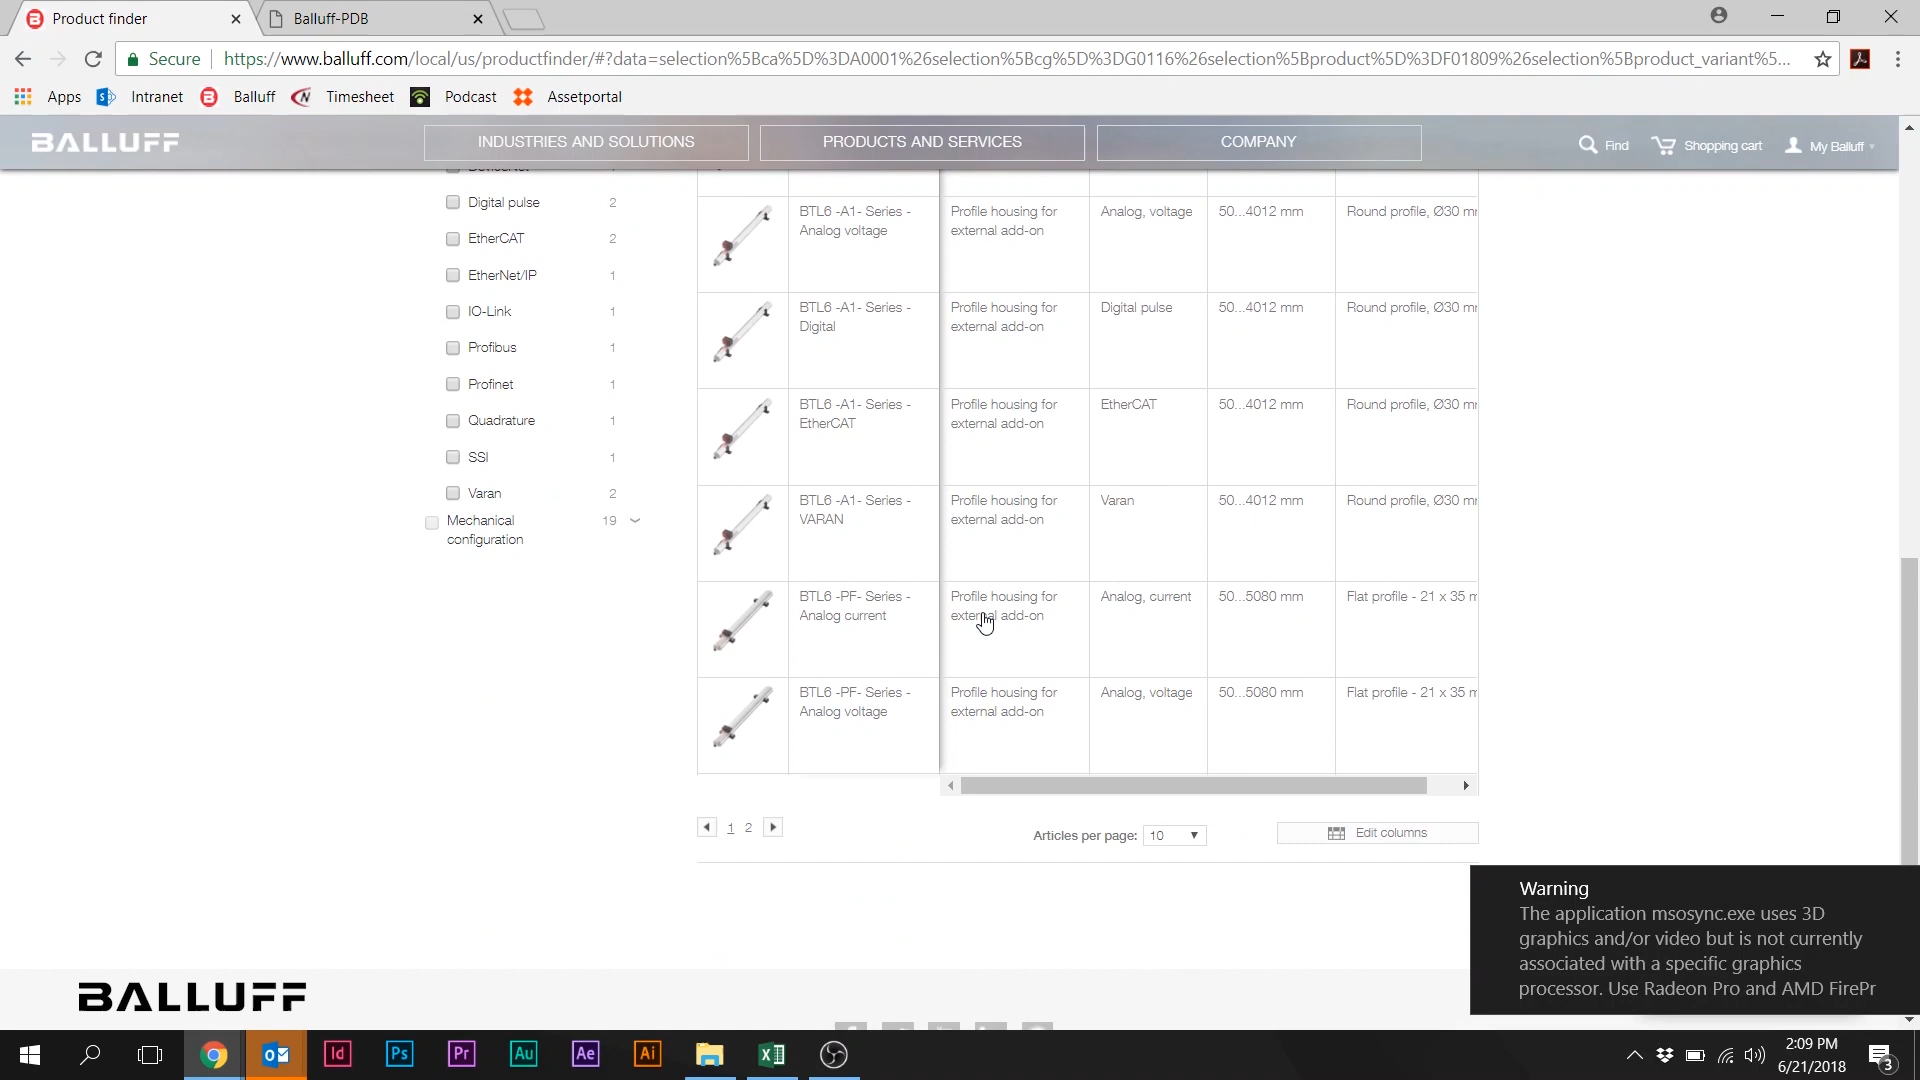 Product finder
Balluff-PDB
Secure
https://www.balluff.com/local/us/productfinder/#?data=selection%5Bca%5D%3DA0001%26selection%5Bcg%5D%3DG0116%26selection%5Bproduct%5D%3DF01809%26selection%5Bproduct_variant%5...
Apps
Intranet
Balluff
Timesheet
Podcast
Assetportal
BALLUFF
INDUSTRIES AND SOLUTIONS
PRODUCTS AND SERVICES
COMPANY
Find
Shopping cart
My Balluff
Digital pulse 2
EtherCAT 2
EtherNet/IP 1
IO-Link 1
Profibus 1
Profinet 1
Quadrature 1
SSI 1
Varan 2
Mechanical 19
configuration
BTL6 -A1- Series - Profile housing for Analog, voltage 50...4012 mm Round profile, Ø30 mm
Analog voltage external add-on
BTL6 -A1- Series - Profile housing for Digital pulse 50...4012 mm Round profile, Ø30 mm
Digital external add-on
BTL6 -A1- Series - Profile housing for EtherCAT 50...4012 mm Round profile, Ø30 mm
EtherCAT external add-on
BTL6 -A1- Series - Profile housing for Varan 50...4012 mm Round profile, Ø30 mm
VARAN external add-on
BTL6 -PF- Series - Profile housing for Analog, current 50...5080 mm Flat profile - 21 x 35 m
Analog current external add-on
BTL6 -PF- Series - Profile housing for Analog, voltage 50...5080 mm Flat profile - 21 x 35 m
Analog voltage external add-on
1 2
Articles per page: 10
Edit columns
BALLUFF
Warning
The application msosync.exe uses 3D
graphics and/or video but is not currently
associated with a specific graphics
processor. Use Radeon Pro and AMD FirePr
Id
Ps
Pr
Au
Ae
Ai
2:09 PM
6/21/2018
3